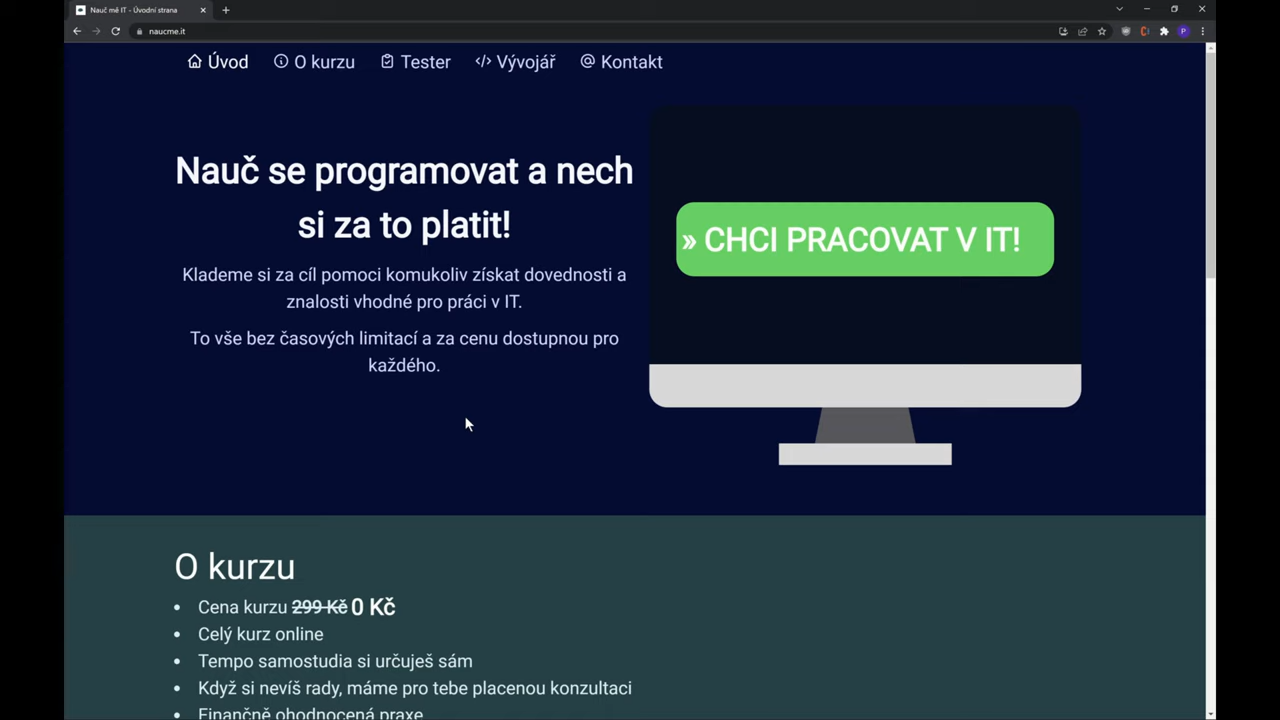 Nauč mě IT - Úvodní strana
naucme.it
Úvod
O kurzu
Tester
Vývojář
Kontakt
Nauč se programovat a nech
si za to platit!
Klademe si za cíl pomoci komukoliv získat dovednosti a
znalosti vhodné pro práci v IT.
To vše bez časových limitací a za cenu dostupnou pro
každého.
» CHCI PRACOVAT V IT!
O kurzu
Cena kurzu 299 Kč 0 Kč
Celý kurz online
Tempo samostudia si určuješ sám
Když si nevíš rady, máme pro tebe placenou konzultaci
Finančně ohodnocená praxe